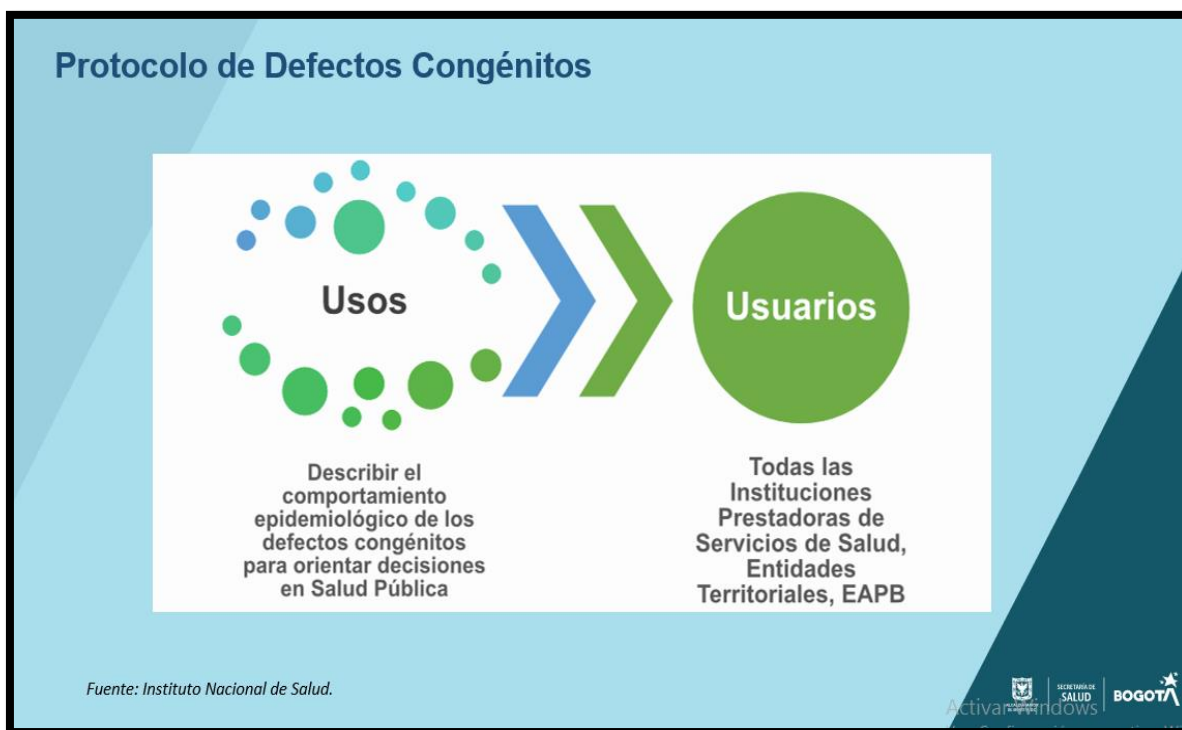 Protocolo de Defectos Congénitos
Usos
Describir el
comportamiento
epidemiológico de los
defectos congénitos
para orientar decisiones
en Salud Pública
Usuarios
Todas las
Instituciones
Prestadoras de
Servicios de Salud,
Entidades
Territoriales, EAPB
Fuente: Instituto Nacional de Salud.
SECRETARÍA DE
SALUD
BOGOTÁ
Activar Windows